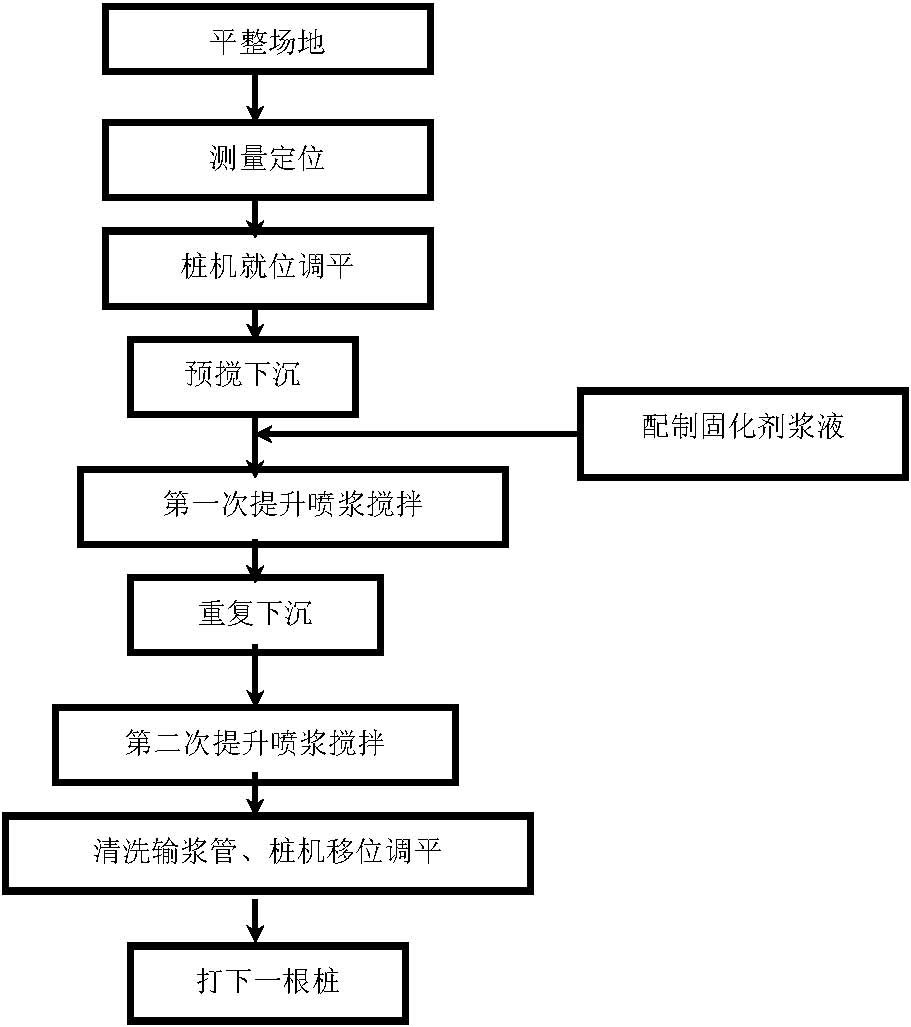 平整场地
测量定位
桩机就位调平
预搅下沉
配制固化剂浆液
第一次提升喷浆搅拌
重复下沉
第二次提升喷浆搅拌
清洗输浆管、桩机移位调平
打下一根桩